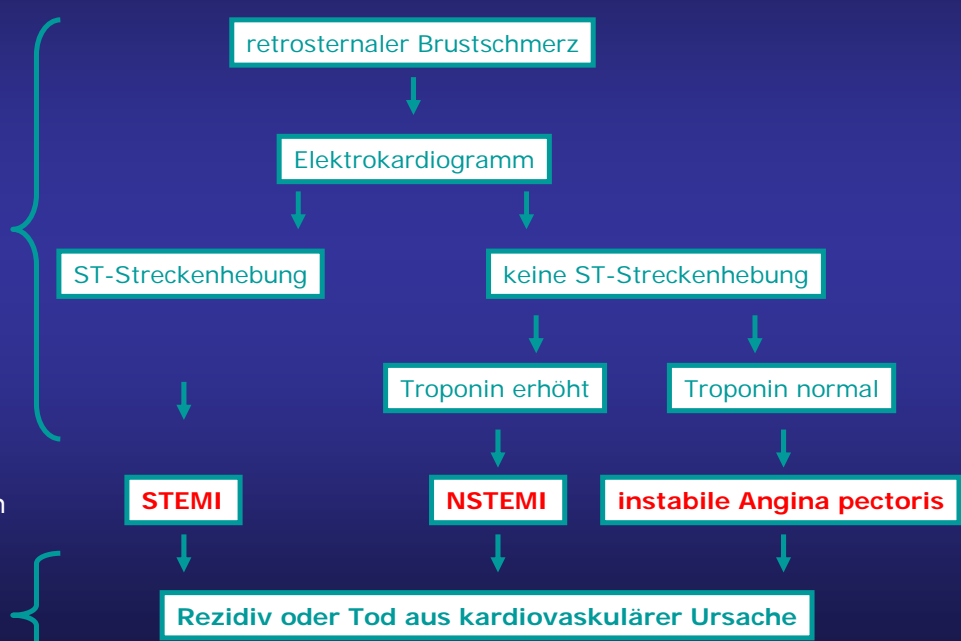 retrosternaler Brustschmerz
Elektrokardiogramm
ST-Streckenhebung
keine ST-Streckenhebung
Troponin erhöht
Troponin normal
STEMI
NSTEMI
instabile Angina pectoris
Rezidiv oder Tod aus kardiovaskulärer Ursache